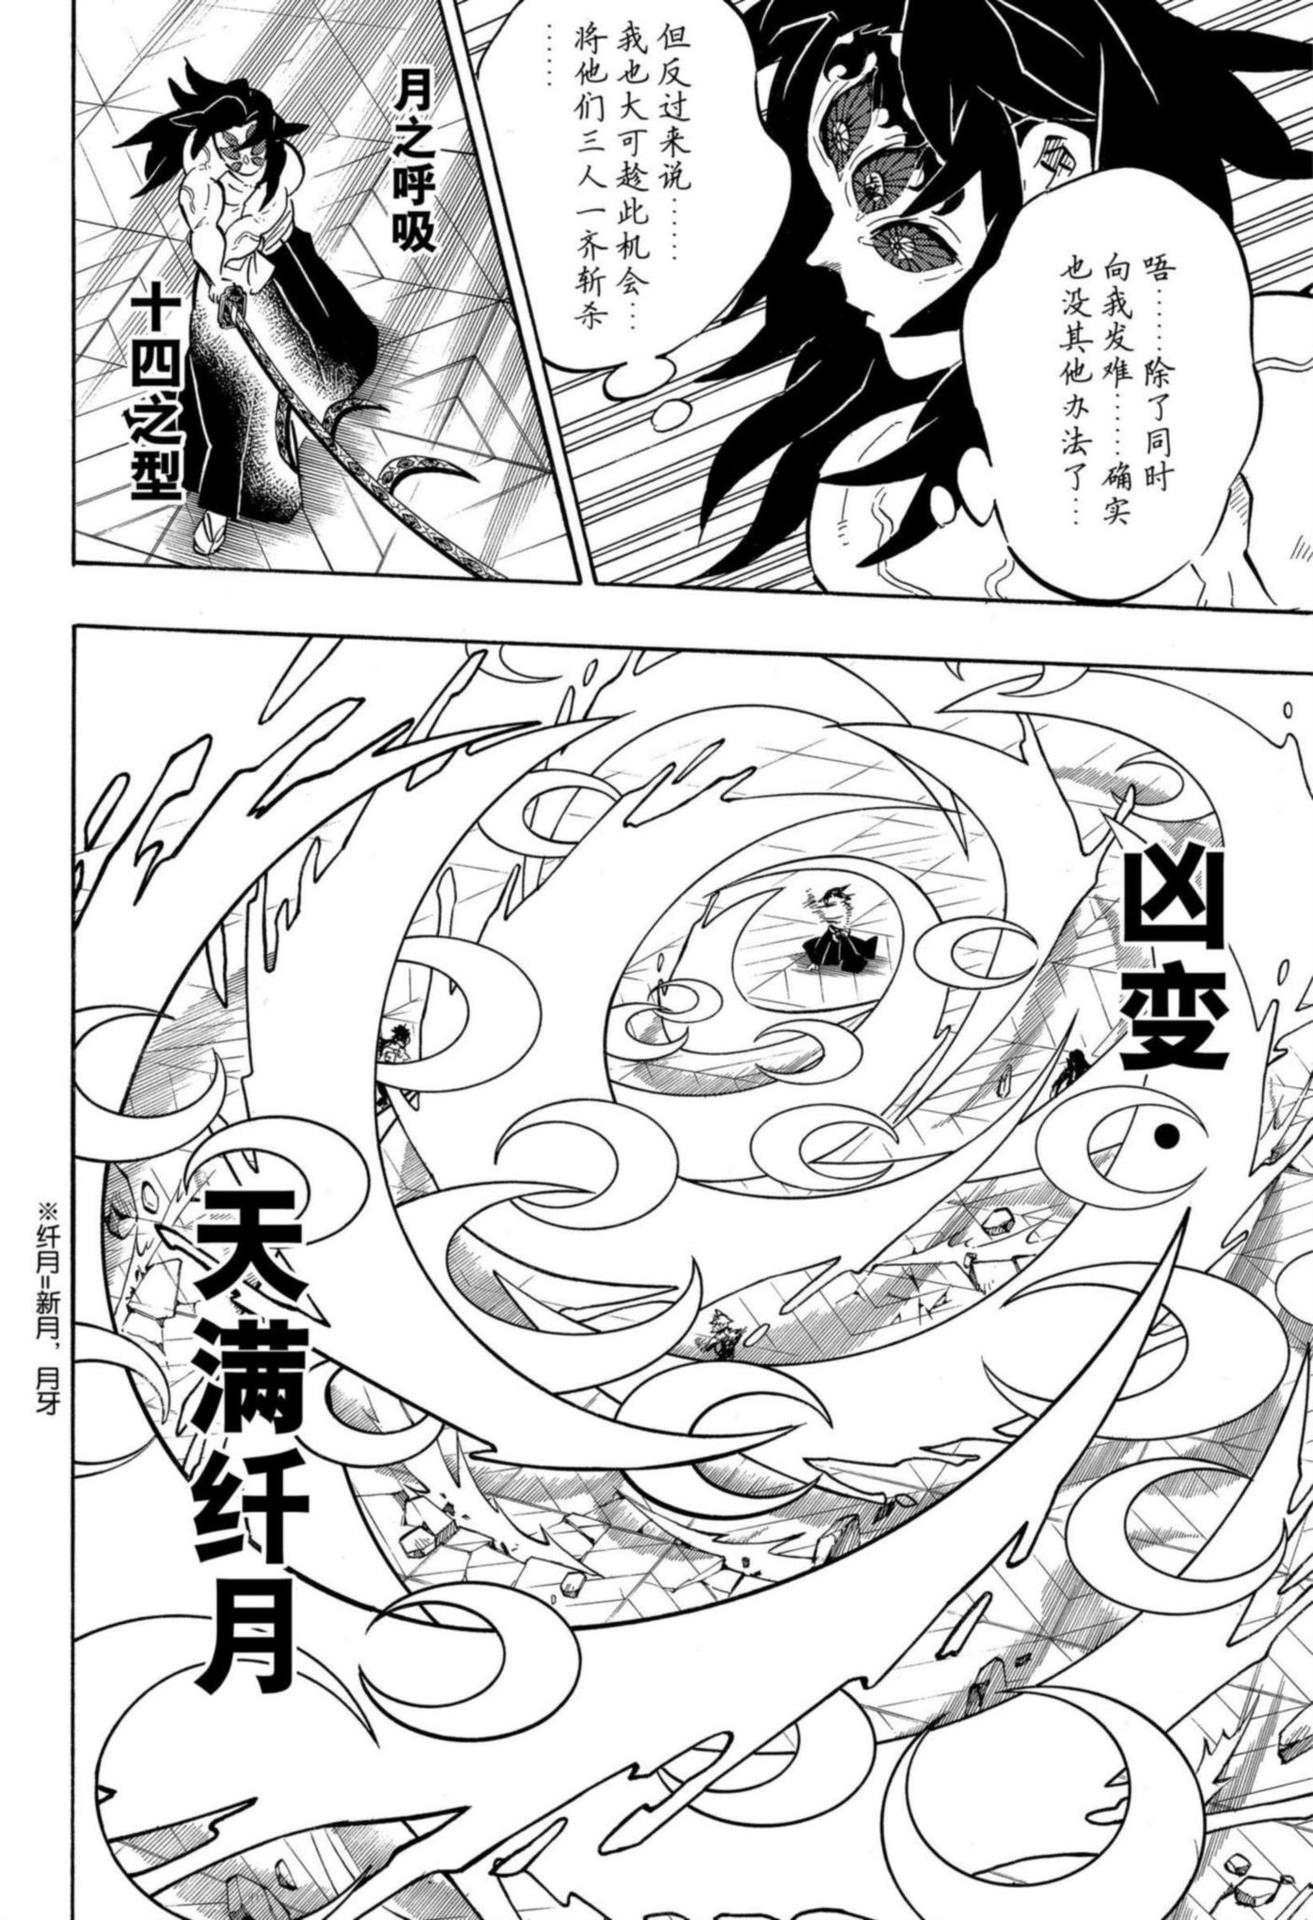 唔……除了同时
向我发难……确实
也没其他办法了…
但反过来说……
我也大可趁此机会…
将他们三人一齐斩杀
……
月之呼吸
十四之型
凶变·
天满纤月
※纤月=新月，月牙